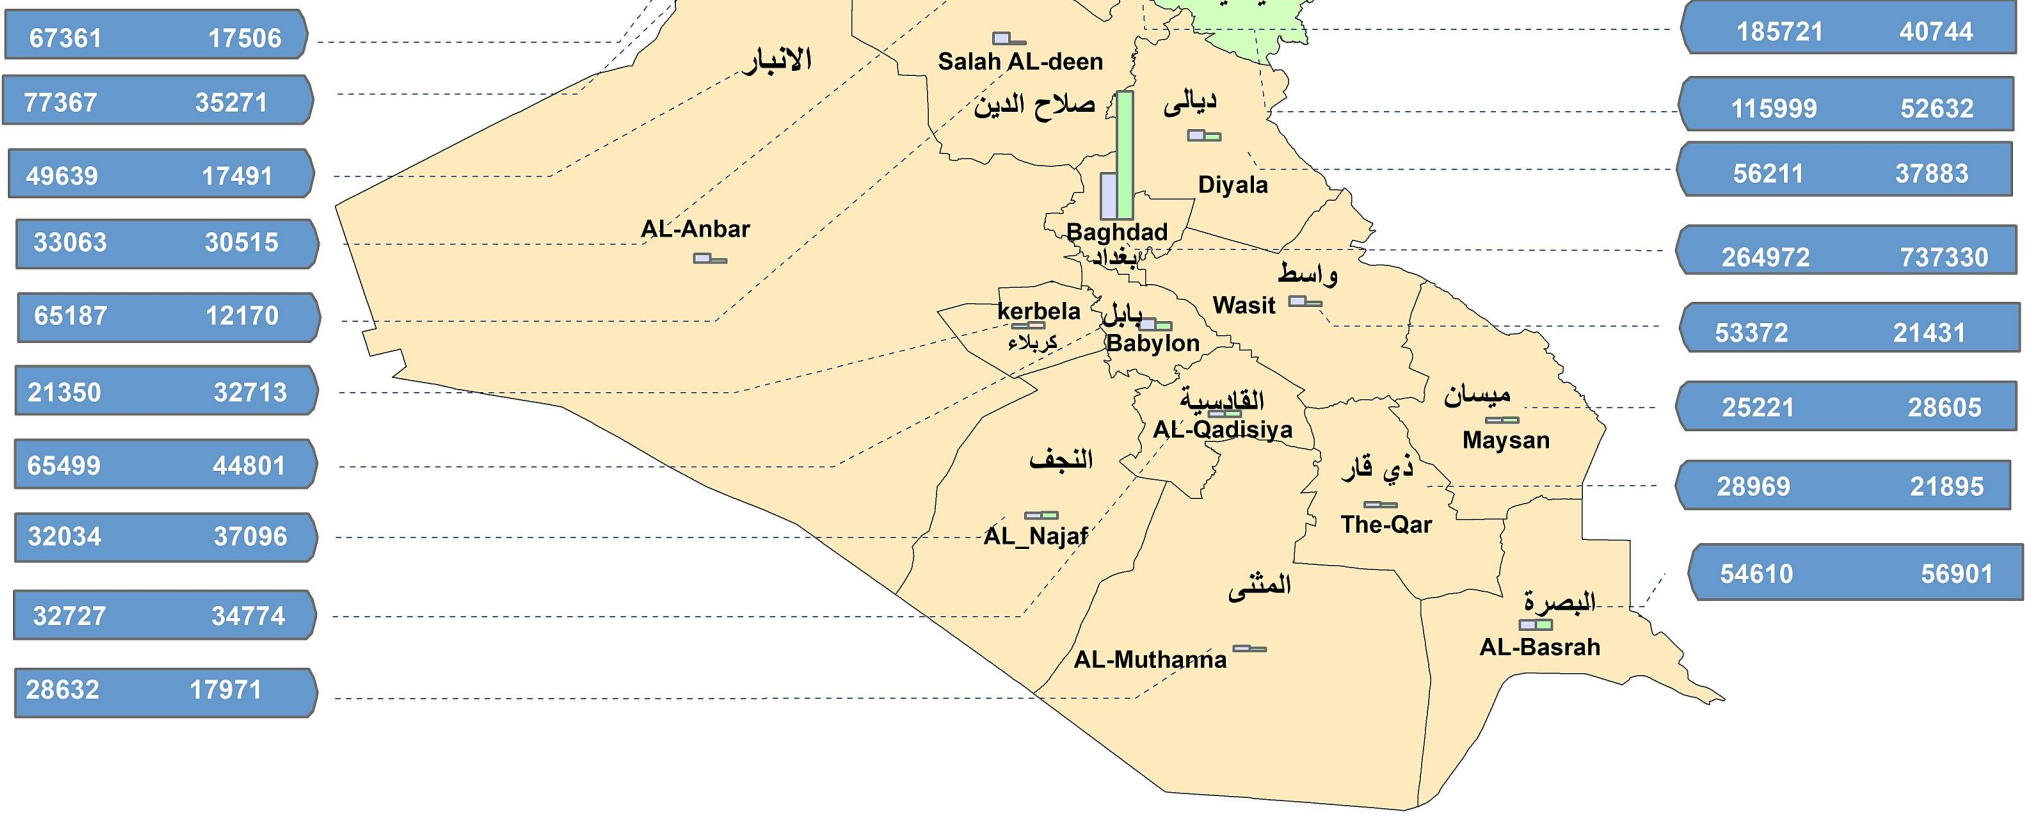 67361 17506
77367 35271
49639 17491
33063 30515
65187 12170
21350 32713
65499 44801
32034 37096
32727 34774
28632 17971
الانبار
AL-Anbar
Salah AL-deen
صلاح الدين
ديالى
Diyala
Baghdad
بغداد
واسط
Wasit
kerbela
كربلاء
بابل
Babylon
القادسية
AL-Qadisiya
ميسان
Maysan
النجف
AL_Najaf
ذي قار
The-Qar
المثنى
AL-Muthanna
البصرة
AL-Basrah
185721 40744
115999 52632
56211 37883
264972 737330
53372 21431
25221 28605
28969 21895
54610 56901